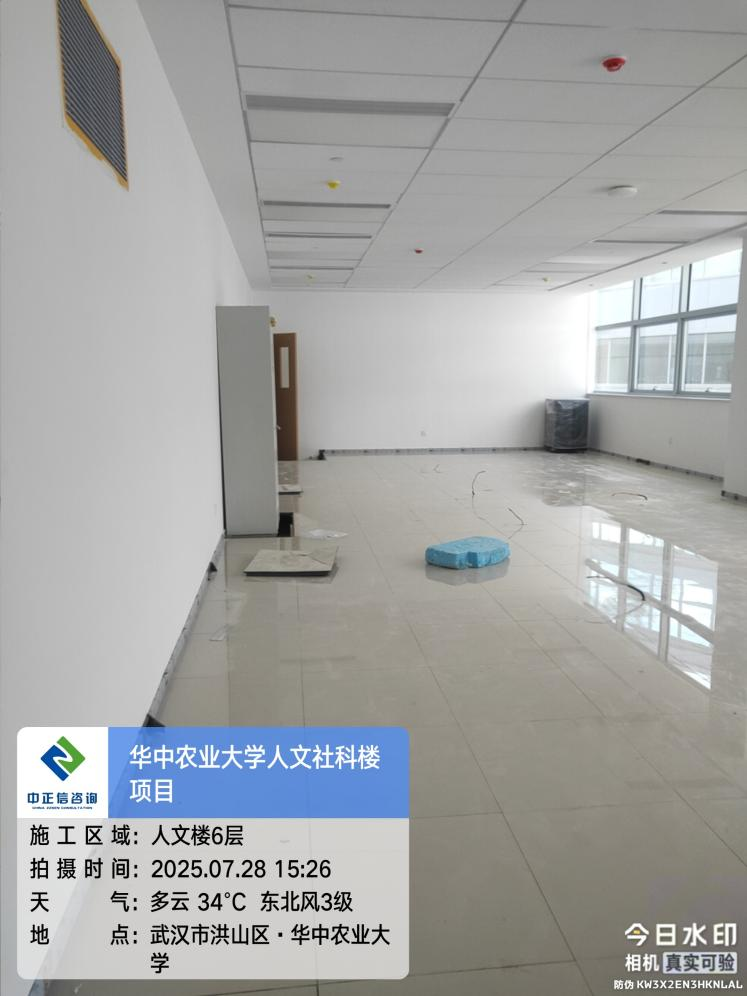 中正信咨询
CHINA ZENXIN CONSULTATION
华中农业大学人文社科楼
项目
施工区域：人文楼6层
拍摄时间：2025.07.28 15:26
天气：多云 34°C 东北风3级
地点：武汉市洪山区·华中农业大
学
今日水印
相机 真实可验
防伪 KW3X2EN3HKNLAL